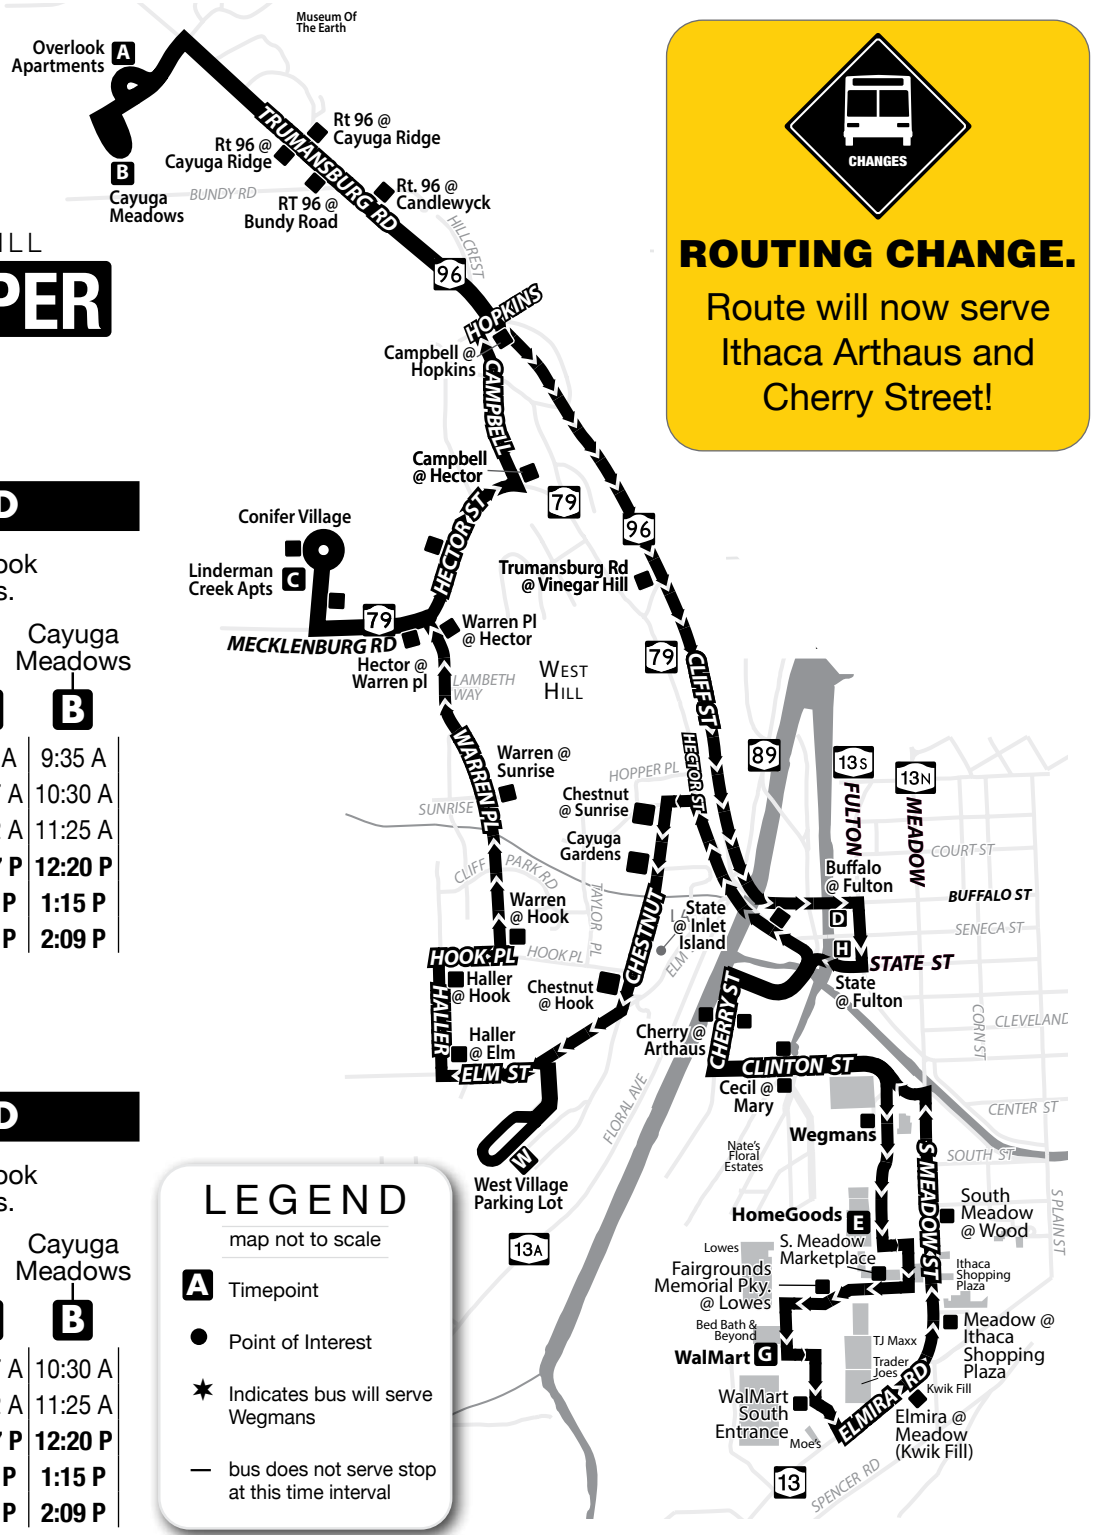 Museum Of
The Earth
Overlook
Apartments
A
Rt 96 @
Cayuga Ridge
Rt 96 @
Cayuga Ridge
TRUMANSBURG RD
B
Cayuga
Meadows
BUNDY RD
RT 96 @
Bundy Road
Rt. 96 @
Candlewyck
HILLCREST
96
HOPKINS
Campbell @
Hopkins
CAMPBELL
CHANGES
ROUTING CHANGE.
Route will now serve
Ithaca Arthaus and
Cherry Street!
ILL
PER
Campbell
@ Hector
79
96
HECTOR ST
Conifer Village
Linderman
Creek Apts
C
79
MECKLENBURG RD
Trumansburg Rd
@ Vinegar Hill
Warren Pl
@ Hector
Hector @
Warren pl
LAMBETH
WAY
WEST
HILL
79
CLIFF ST
WARREN PL
Warren @
Sunrise
SUNRISE
HOPPER PL
HECTOR ST
Chestnut
@ Sunrise
Cayuga
Gardens
89
13S
13N
FULTON
MEADOW
COURT ST
Buffalo
@ Fulton
BUFFALO ST
CLIFF PARK RD
TAYLOR PL
CHESTNUT
Warren
@ Hook
State
@ Inlet
Island
D
SENECA ST
H
STATE ST
State
@ Fulton
HOOK PL
HOOK PL
Haller
@ Hook
Chestnut
@ Hook
ELM ST
HALLER
Haller
@ Elm
ELM ST
CHERRY ST
Cherry @
Arthaus
CORN ST
CLEVELAND
CLINTON ST
Cecil @
Mary
FLORAL AVE
CENTER ST
SOUTH ST
Wegmans
Nate's
Floral
Estates
W
West Village
Parking Lot
13A
S MEADOW ST
S PLAIN ST
HomeGoods
E
South
Meadow
@ Wood
S. Meadow
Marketplace
Lowes
Fairgrounds
Memorial Pky.
@ Lowes
Ithaca
Shopping
Plaza
Bed Bath &
Beyond
WalMart
G
TJ Maxx
Trader
Joes
Meadow @
Ithaca
Shopping
Plaza
WalMart
South
Entrance
Moe's
ELMIRA RD
Kwik Fill
Elmira @
Meadow
(Kwik Fill)
13
SPENCER RD
D
ook
s.
Cayuga
Meadows
B
A 9:35 A
A 10:30 A
A 11:25 A
P 12:20 P
P 1:15 P
P 2:09 P
D
ook
s.
Cayuga
Meadows
B
A 10:30 A
A 11:25 A
P 12:20 P
P 1:15 P
P 2:09 P
LEGEND
map not to scale
A Timepoint
Point of Interest
Indicates bus will serve
Wegmans
— bus does not serve stop
at this time interval